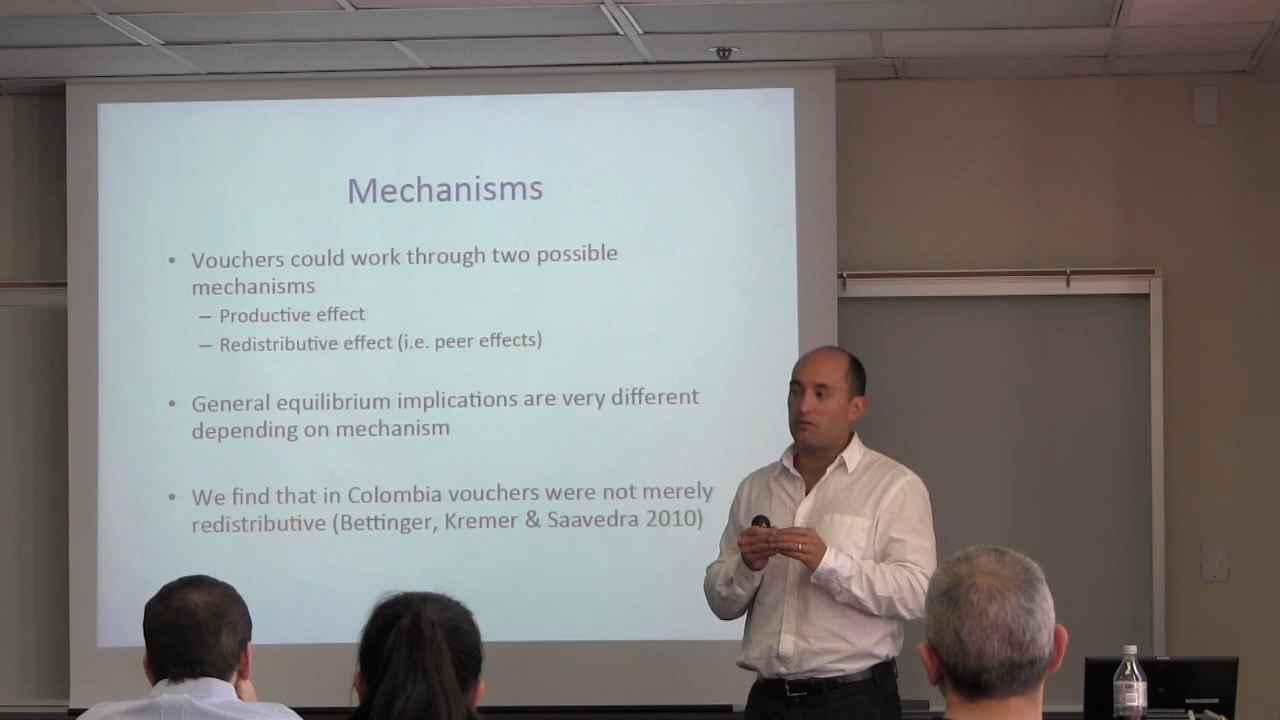 Mechanisms
• Vouchers could work through two possible
mechanisms
– Productive effect
– Redistributive effect (i.e. peer effects)
• General equilibrium implications are very different
depending on mechanism
• We find that in Colombia vouchers were not merely
redistributive (Bettinger, Kremer & Saavedra 2010)